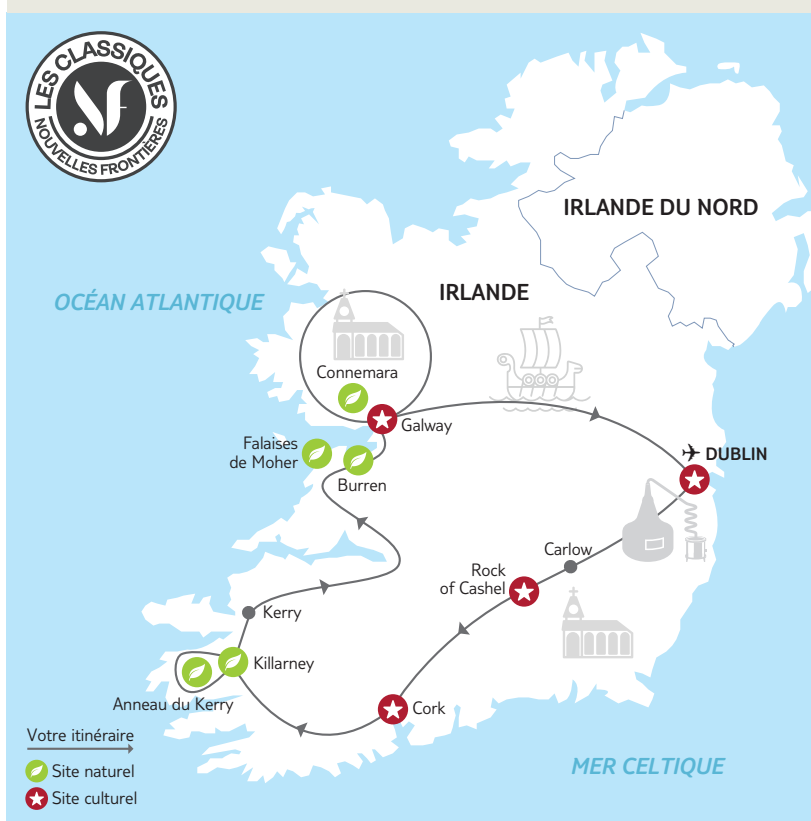 LES CLASSIQUES
NF
NOUVELLES FRONTIÈRES
IRLANDE DU NORD
OCÉAN ATLANTIQUE
IRLANDE
Connemara
Galway
Falaises
de Moher
Burren
DUBLIN
Carlow
Rock
of Cashel
Kerry
Killarney
Anneau du Kerry
Cork
Votre itinéraire
Site naturel
Site culturel
MER CELTIQUE